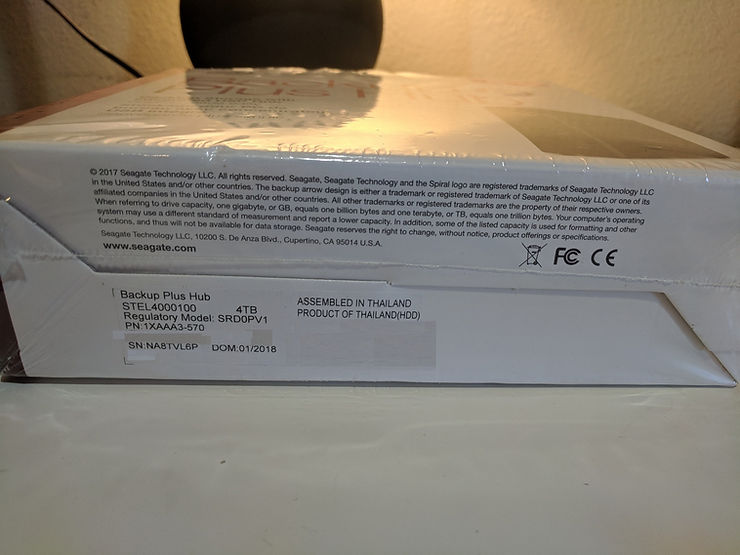 Plus Hub
© 2017 Seagate Technology LLC. All rights reserved. Seagate, Seagate Technology and the Spiral logo are registered trademarks of Seagate Technology LLC
in the United States and/or other countries. The backup arrow design is either a trademark or registered trademark of Seagate Technology LLC or one of its
affiliated companies in the United States and/or other countries. All other trademarks or registered trademarks are the property of their respective owners.
When referring to drive capacity, one gigabyte, or GB, equals one billion bytes and one terabyte, or TB, equals one trillion bytes. Your computer's operating
system may use a different standard of measurement and report a lower capacity. In addition, some of the listed capacity is used for formatting and other
functions, and thus will not be available for data storage. Seagate reserves the right to change, without notice, product offerings or specifications.
Seagate Technology LLC, 10200 S. De Anza Blvd., Cupertino, CA 95014 U.S.A.
www.seagate.com
FC CE
Backup Plus Hub
STEL4000100 4TB
Regulatory Model: SRD0PV1
PN:1XAAA3-570
SN:NA8TVL6P DOM:01/2018
ASSEMBLED IN THAILAND
PRODUCT OF THAILAND(HDD)